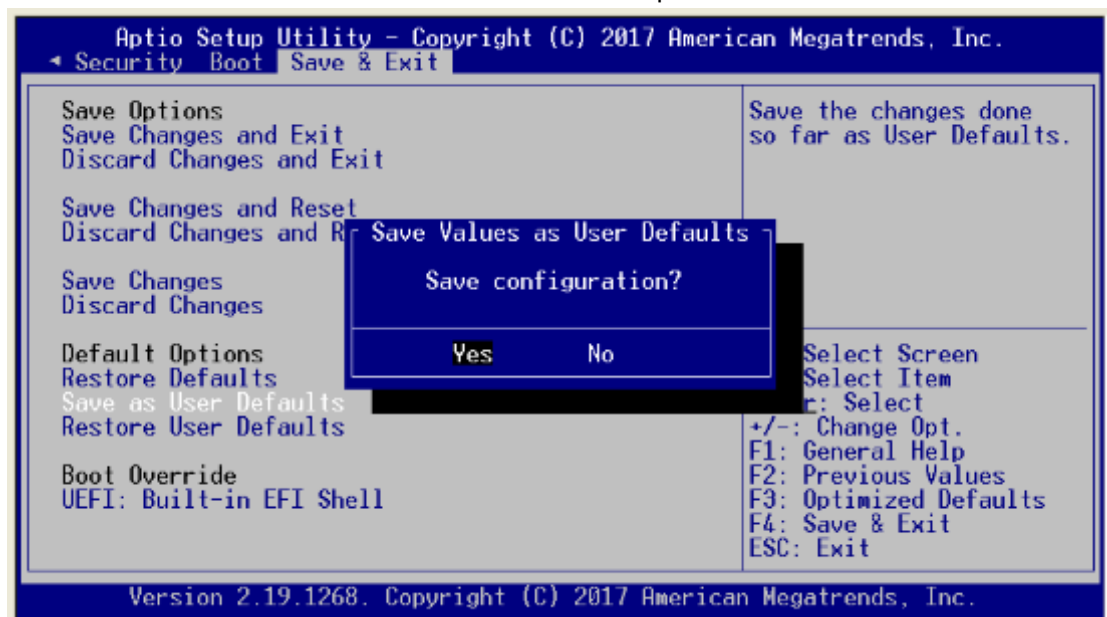 Aptio Setup Utility - Copyright (C) 2017 American Megatrends, Inc.
◄ Security Boot Save & Exit
Save Options
Save Changes and Exit
Discard Changes and Exit
Save Changes and Reset
Discard Changes and R
Save Changes
Discard Changes
Default Options
Restore Defaults
Save as User Defaults
Restore User Defaults
Boot Override
UEFI: Built-in EFI Shell
Save Values as User Defaults
Save configuration?
Yes No
Save the changes done
so far as User Defaults.
Select Screen
Select Item
r: Select
+/-: Change Opt.
F1: General Help
F2: Previous Values
F3: Optimized Defaults
F4: Save & Exit
ESC: Exit
Version 2.19.1268. Copyright (C) 2017 American Megatrends, Inc.